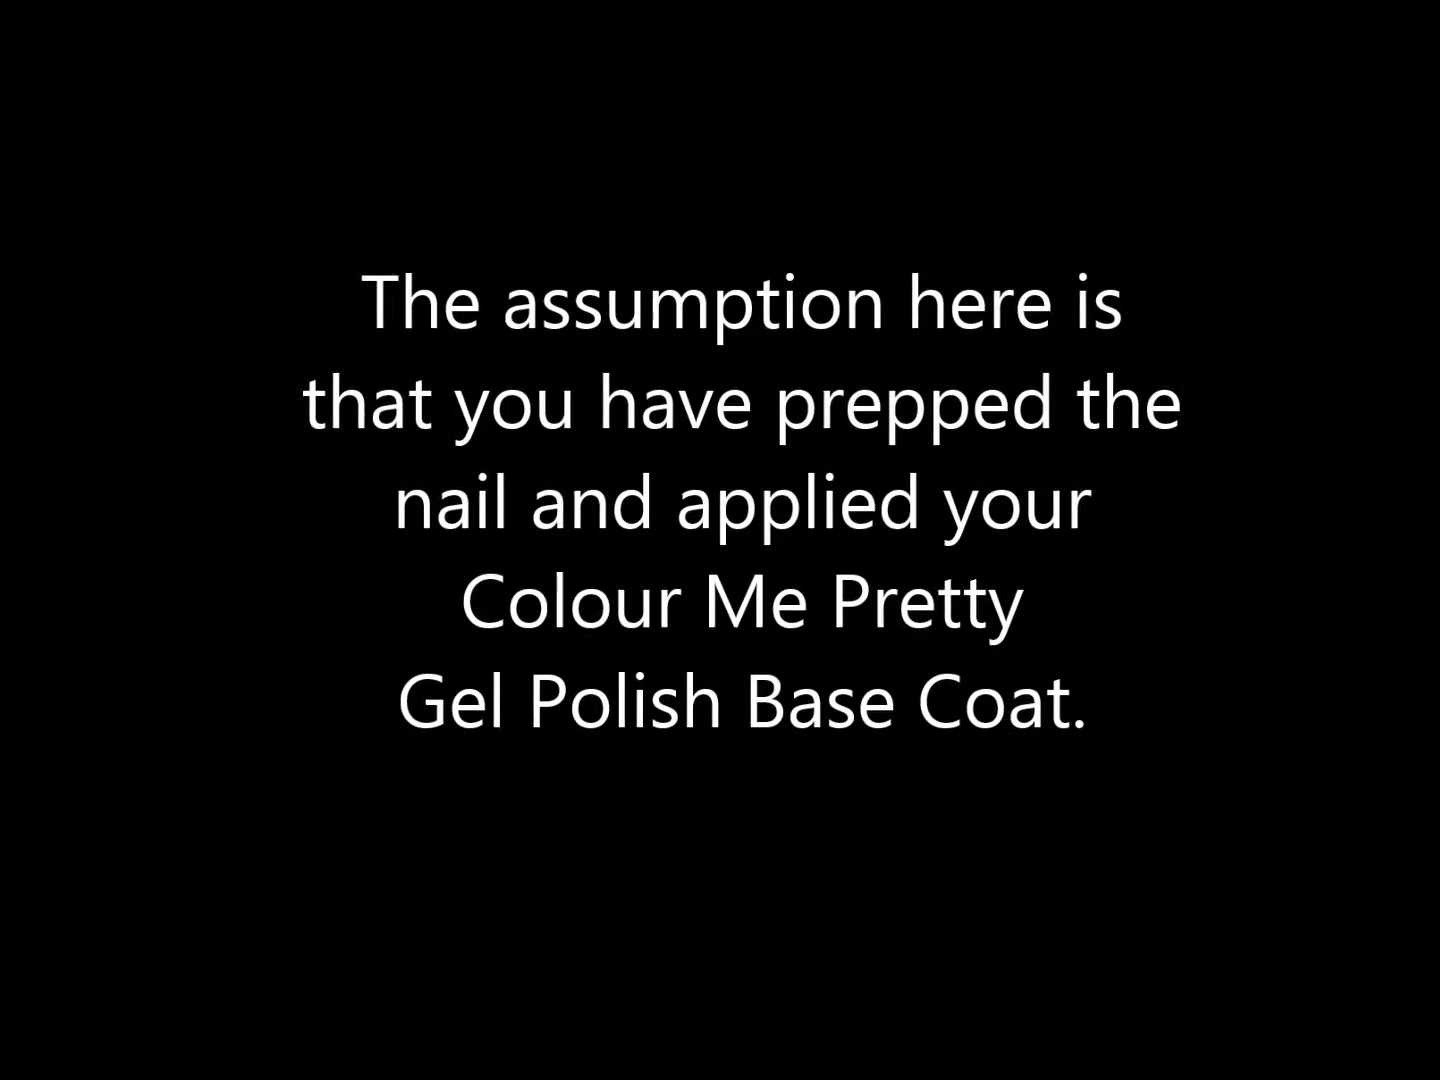 The assumption here is
that you have prepped the
nail and applied your
Colour Me Pretty
Gel Polish Base Coat.